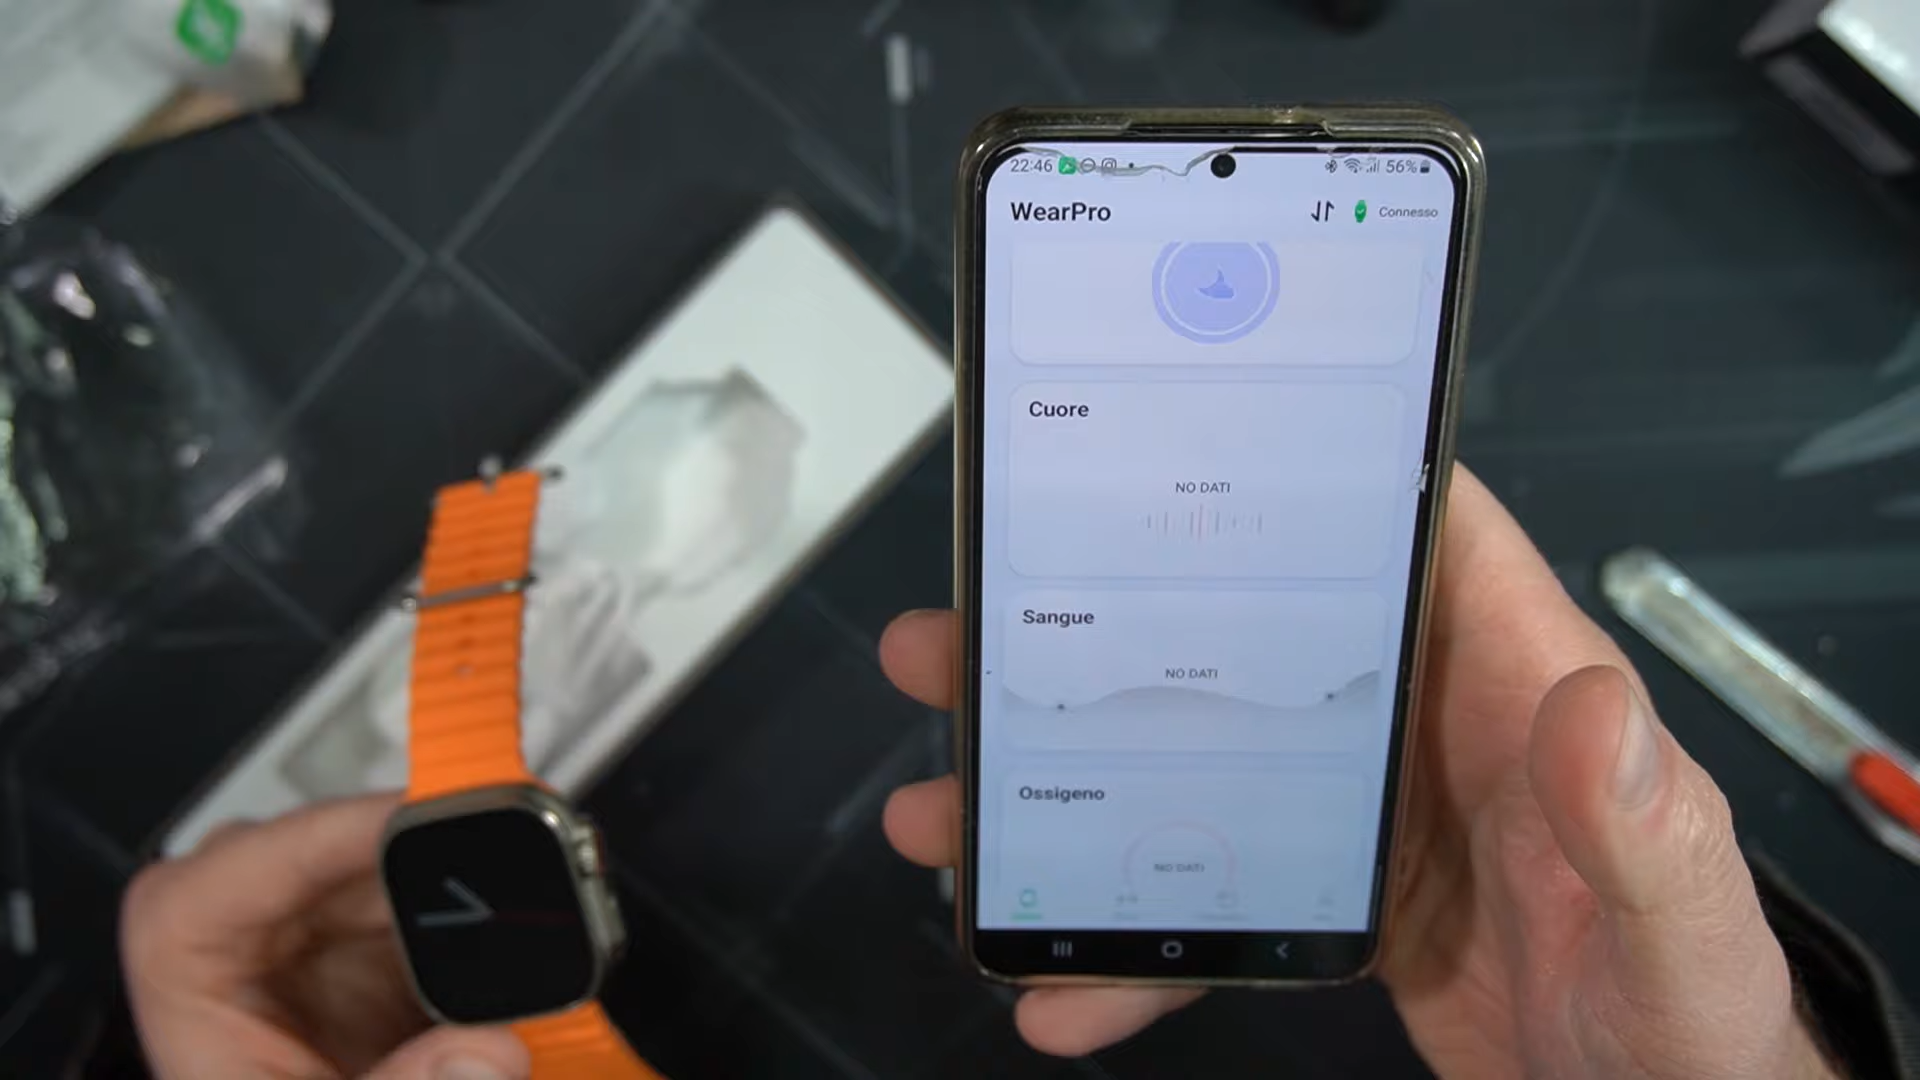 22:46
56%
WearPro
Connesso
Cuore
NO DATI
Sangue
NO DATI
Ossigeno
NO DATI